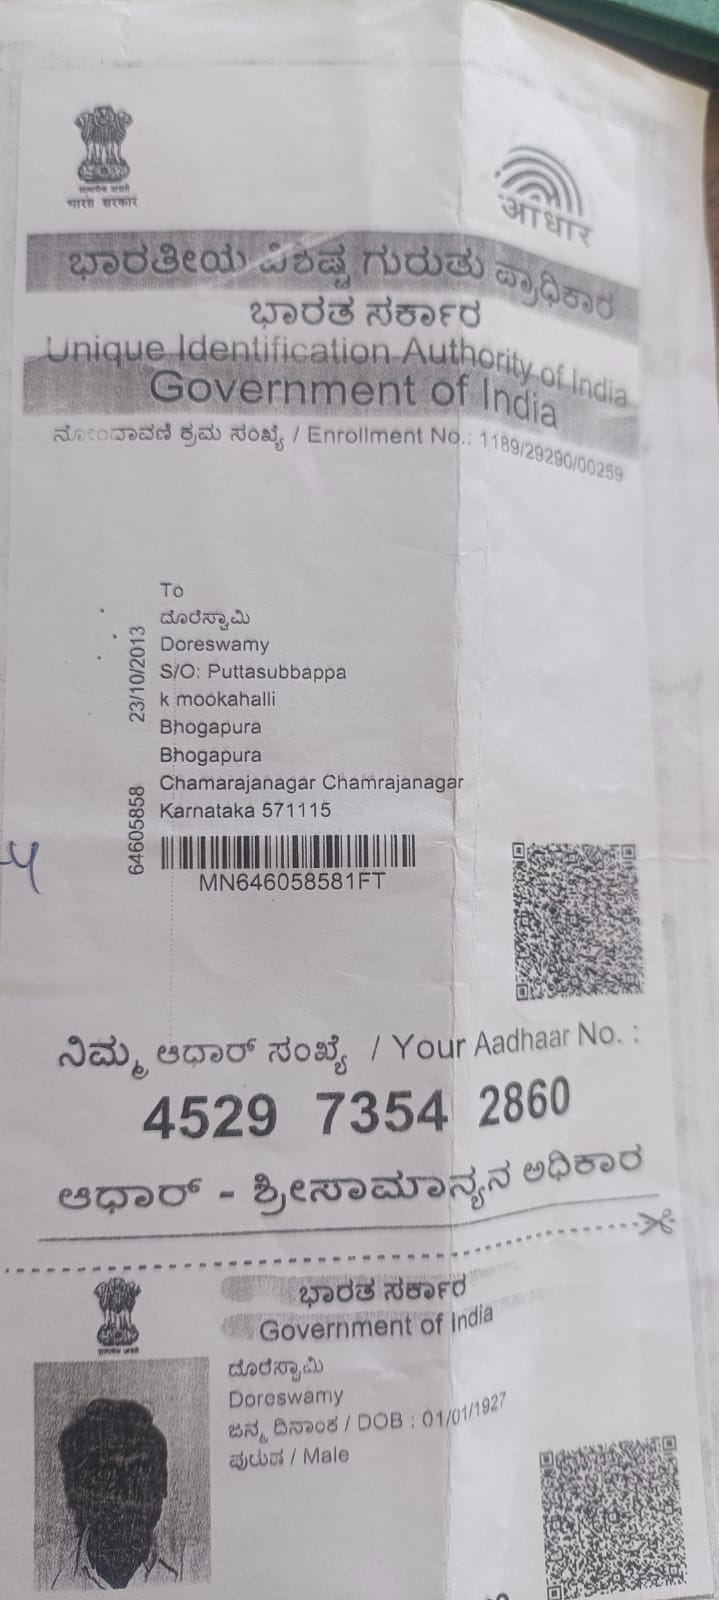 सत्यमेव जयते
भारत सरकार
आधार
ಭಾರತೀಯ ವಿಶಿಷ್ಟ ಗುರುತು ಪ್ರಾಧಿಕಾರ
ಭಾರತ ಸರ್ಕಾರ
Unique Identification Authority of India
Government of India
ನೋಂದಾವಣಿ ಕ್ರಮ ಸಂಖ್ಯೆ / Enrollment No.: 1189/29290/00259
To
ದೊರೆಸ್ವಾಮಿ
Doreswamy
S/O: Puttasubbappa
k mookahalli
Bhogapura
Bhogapura
Chamarajanagar Chamrajanagar
Karnataka 571115
23/10/2013
64605858
MN646058581FT
ನಿಮ್ಮ ಆಧಾರ್ ಸಂಖ್ಯೆ / Your Aadhaar No. :
4529 7354 2860
ಆಧಾರ್ - ಶ್ರೀಸಾಮಾನ್ಯನ ಅಧಿಕಾರ
ಭಾರತ ಸರ್ಕಾರ
Government of India
ದೊರೆಸ್ವಾಮಿ
Doreswamy
ಜನ್ಮ ದಿನಾಂಕ / DOB : 01/01/1927
ಪುರುಷ / Male